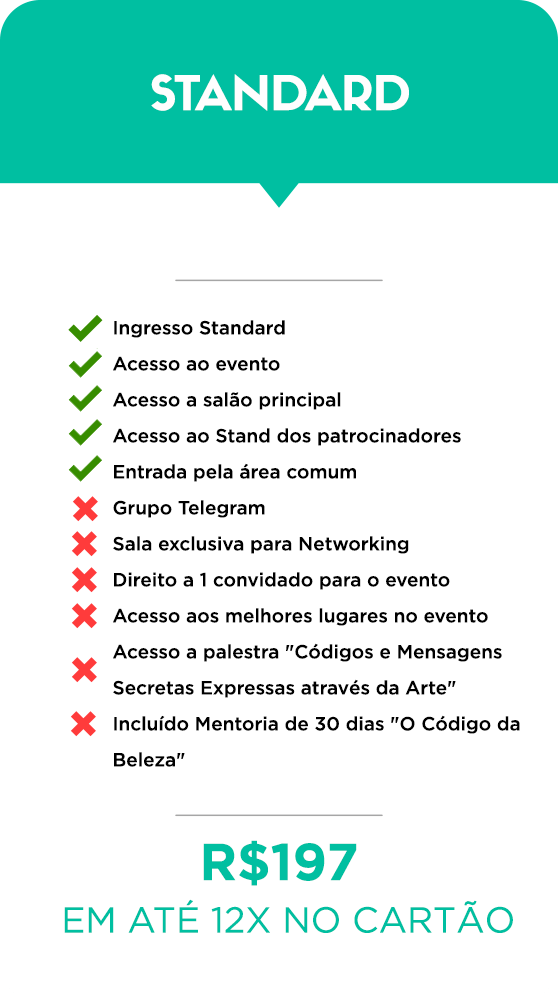 STANDARD
Ingresso Standard
Acesso ao evento
Acesso a salão principal
Acesso ao Stand dos patrocinadores
Entrada pela área comum
Grupo Telegram
Sala exclusiva para Networking
Direito a 1 convidado para o evento
Acesso aos melhores lugares no evento
Acesso a palestra "Códigos e Mensagens
Secretas Expressas através da Arte"
Incluído Mentoria de 30 dias "O Código da
Beleza"
R$197
EM ATÉ 12X NO CARTÃO